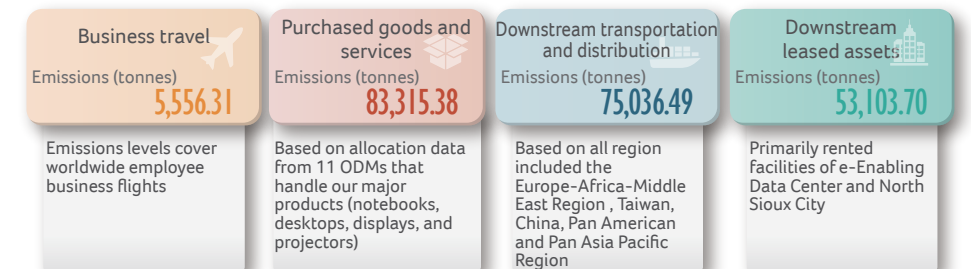 Business travel
Emissions (tonnes)
5,556.31
Emissions levels cover
worldwide employee
business flights
Purchased goods and
services
Emissions (tonnes)
83,315.38
Based on allocation data
from 11 ODMs that
handle our major
products (notebooks,
desktops, displays, and
projectors)
Downstream transportation
and distribution
Emissions (tonnes)
75,036.49
Based on all region
included the
Europe-Africa-Middle
East Region , Taiwan,
China, Pan American
and Pan Asia Pacific
Region
Downstream
leased assets
Emissions (tonnes)
53,103.70
Primarily rented
facilities of e-Enabling
Data Center and North
Sioux City